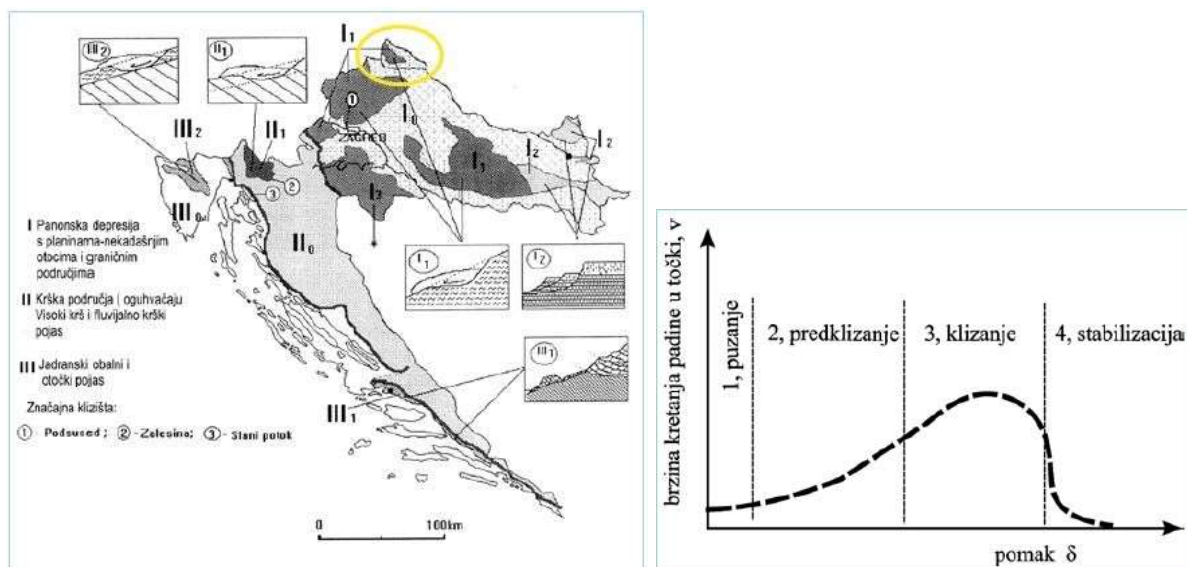 III2
II1
I1
I0
ZAGREB
III2
II1
I1
I2
I2
III0
I3
II0
I1
I2
III1
III1
I Panonska depresija
s planinama-nekadašnjim
otocima i graničnim
područjima
II Krška područja ( oguhvačaju
Visoki krš i fluvijalno krški
pojas
III Jadranski obalni i
otočki pojas
Značajna klizišta:
1 - Podsused ; 2 - Zalesina; 3 - Slani potok
0 100km
brzina kretanja padine u točki, v
1, puzanje
2, predklizanje
3, klizanje
4, stabilizacija
pomak δ